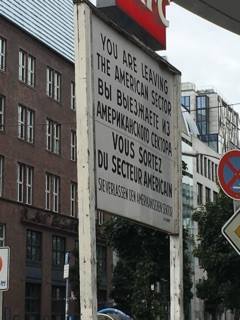 FC
YOU ARE LEAVING
THE AMERICAN SECTOR
ВЫ ВЫЕЗЖАЕТЕ ИЗ
АМЕРИКАНСКОГО СЕКТОРА
VOUS SORTEZ
DU SECTEUR AMERICAIN
SIE VERLASSEN DEN AMERIKANISCHEN SEKTOR